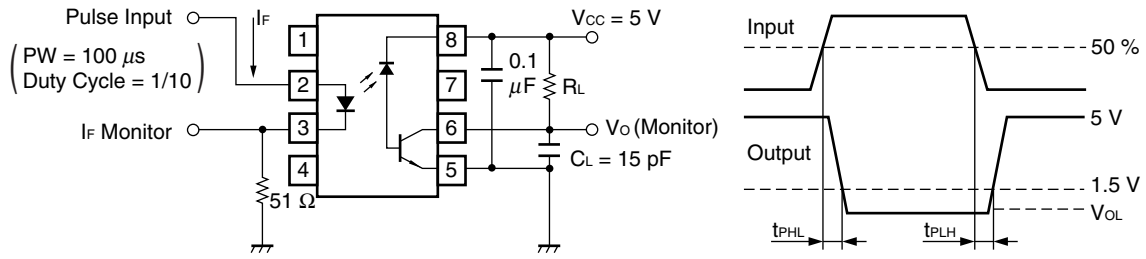 Pulse Input
( PW = 100 μs
Duty Cycle = 1/10 )
IF
IF Monitor
51 Ω
1
2
3
4
8
7
6
5
VCC = 5 V
0.1
μF
RL
VO (Monitor)
CL = 15 pF
Input
50 %
5 V
Output
1.5 V
VOL
tPHL
tPLH